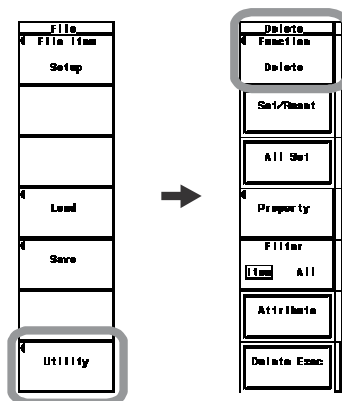 File
File Item
Setup
Load
Save
Utility
Delete
Function
Delete
Set/Reset
All Set
Property
Filter
Item All
Attribute
Delete Exec